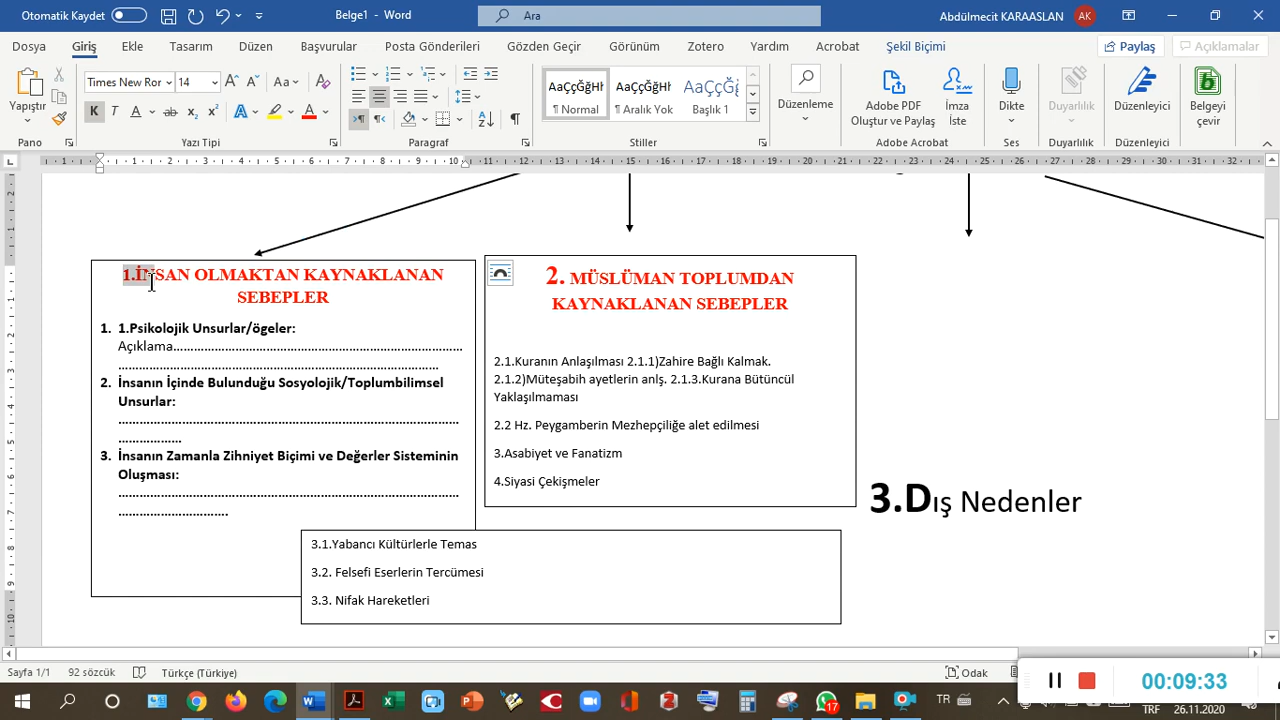 Otomatik Kaydet
Belge1 - Word
Ara
Abdülmecit KARAASLAN
AK
Dosya
Giriş
Ekle
Tasarım
Düzen
Başvurular
Posta Gönderileri
Gözden Geçir
Görünüm
Zotero
Yardım
Acrobat
Şekil Biçimi
Paylaş
Açıklamalar
Yapıştır
Times New Ror
14
AaÇçĞğH
¶ Normal
AaÇçĞğH
¶ Aralık Yok
AaÇçĞğ
Başlık 1
Düzenleme
Adobe PDF
Oluştur ve Paylaş
İmza
İste
Dikte
Duyarlılık
Düzenleyici
Belgeyi
çevir
Pano
Yazı Tipi
Paragraf
Stiller
Adobe Acrobat
Ses
Duyarlılık
Düzenleyici
1.İNSAN OLMAKTAN KAYNAKLANAN
SEBEPLER
1. 1.Psikolojik Unsurlar/ögeler:
Açıklama……………………………………………………………
……………………………………………………………
2. İnsanın İçinde Bulunduğu Sosyolojik/Toplumbilimsel
Unsurlar:
………………………………………………………………
………………
3. İnsanın Zamanla Zihniyet Biçimi ve Değerler Sisteminin
Oluşması:
………………………………………………………………
……………………
2. MÜSLÜMAN TOPLUMDAN
KAYNAKLANAN SEBEPLER
2.1.Kuranın Anlaşılması 2.1.1)Zahire Bağlı Kalmak.
2.1.2)Müteşabih ayetlerin anlş. 2.1.3.Kurana Bütüncül
Yaklaşılmaması
2.2 Hz. Peygamberin Mezhepçiliğe alet edilmesi
3.Asabiyet ve Fanatizm
4.Siyasi Çekişmeler
3.Dış Nedenler
3.1.Yabancı Kültürlerle Temas
3.2. Felsefi Eserlerin Tercümesi
3.3. Nifak Hareketleri
Sayfa 1/1
92 sözcük
Türkçe (Türkiye)
Odak
00:09:33
17
TR
TRF
26.11.2020